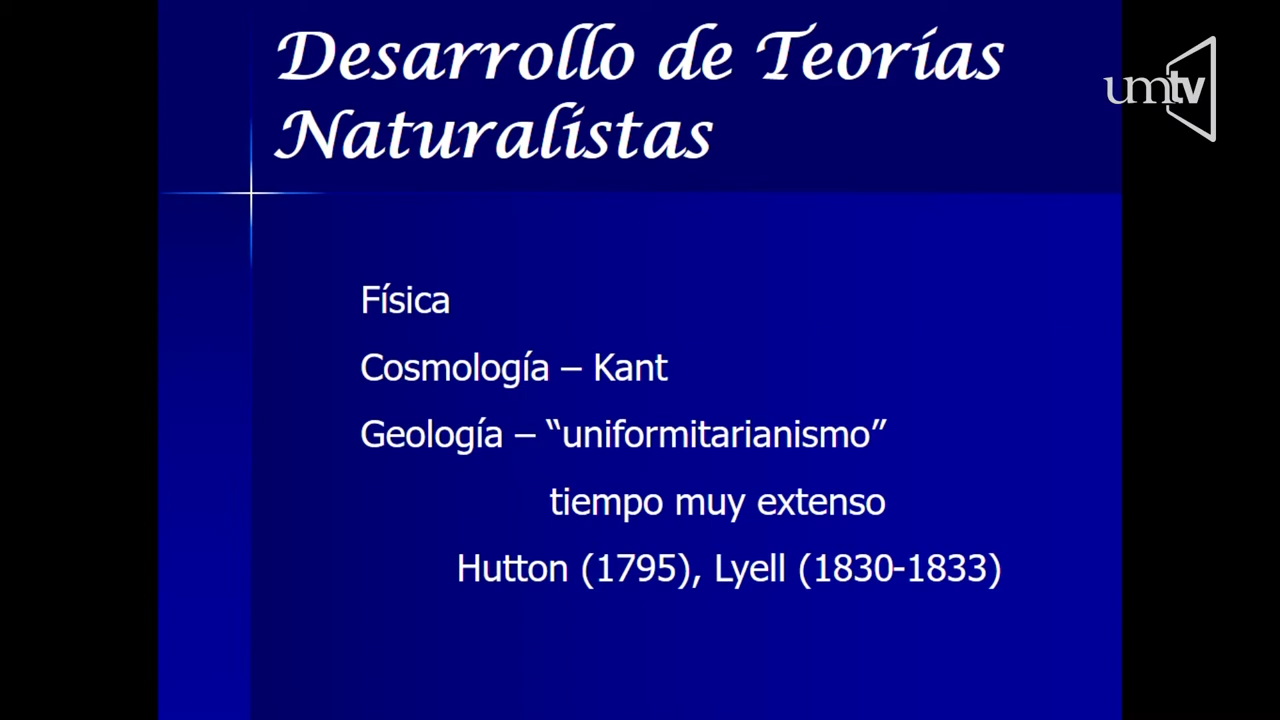 Desarrollo de Teorías
Naturalistas
umtv
Física
Cosmología – Kant
Geología – “uniformitarianismo”
tiempo muy extenso
Hutton (1795), Lyell (1830-1833)